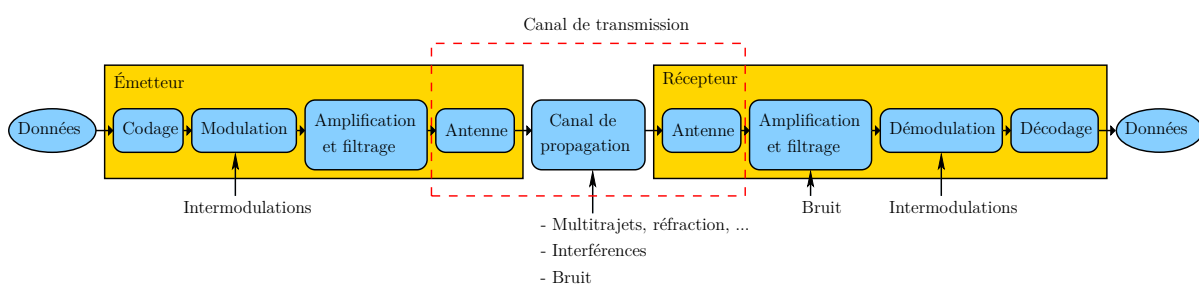 Canal de transmission
Émetteur
Récepteur
Données
Codage
Modulation
Amplification
et filtrage
Antenne
Canal de
propagation
Antenne
Amplification
et filtrage
Démodulation
Décodage
Données
Intermodulations
Bruit
Intermodulations
- Multitrajets, réfraction, ...
- Interférences
- Bruit